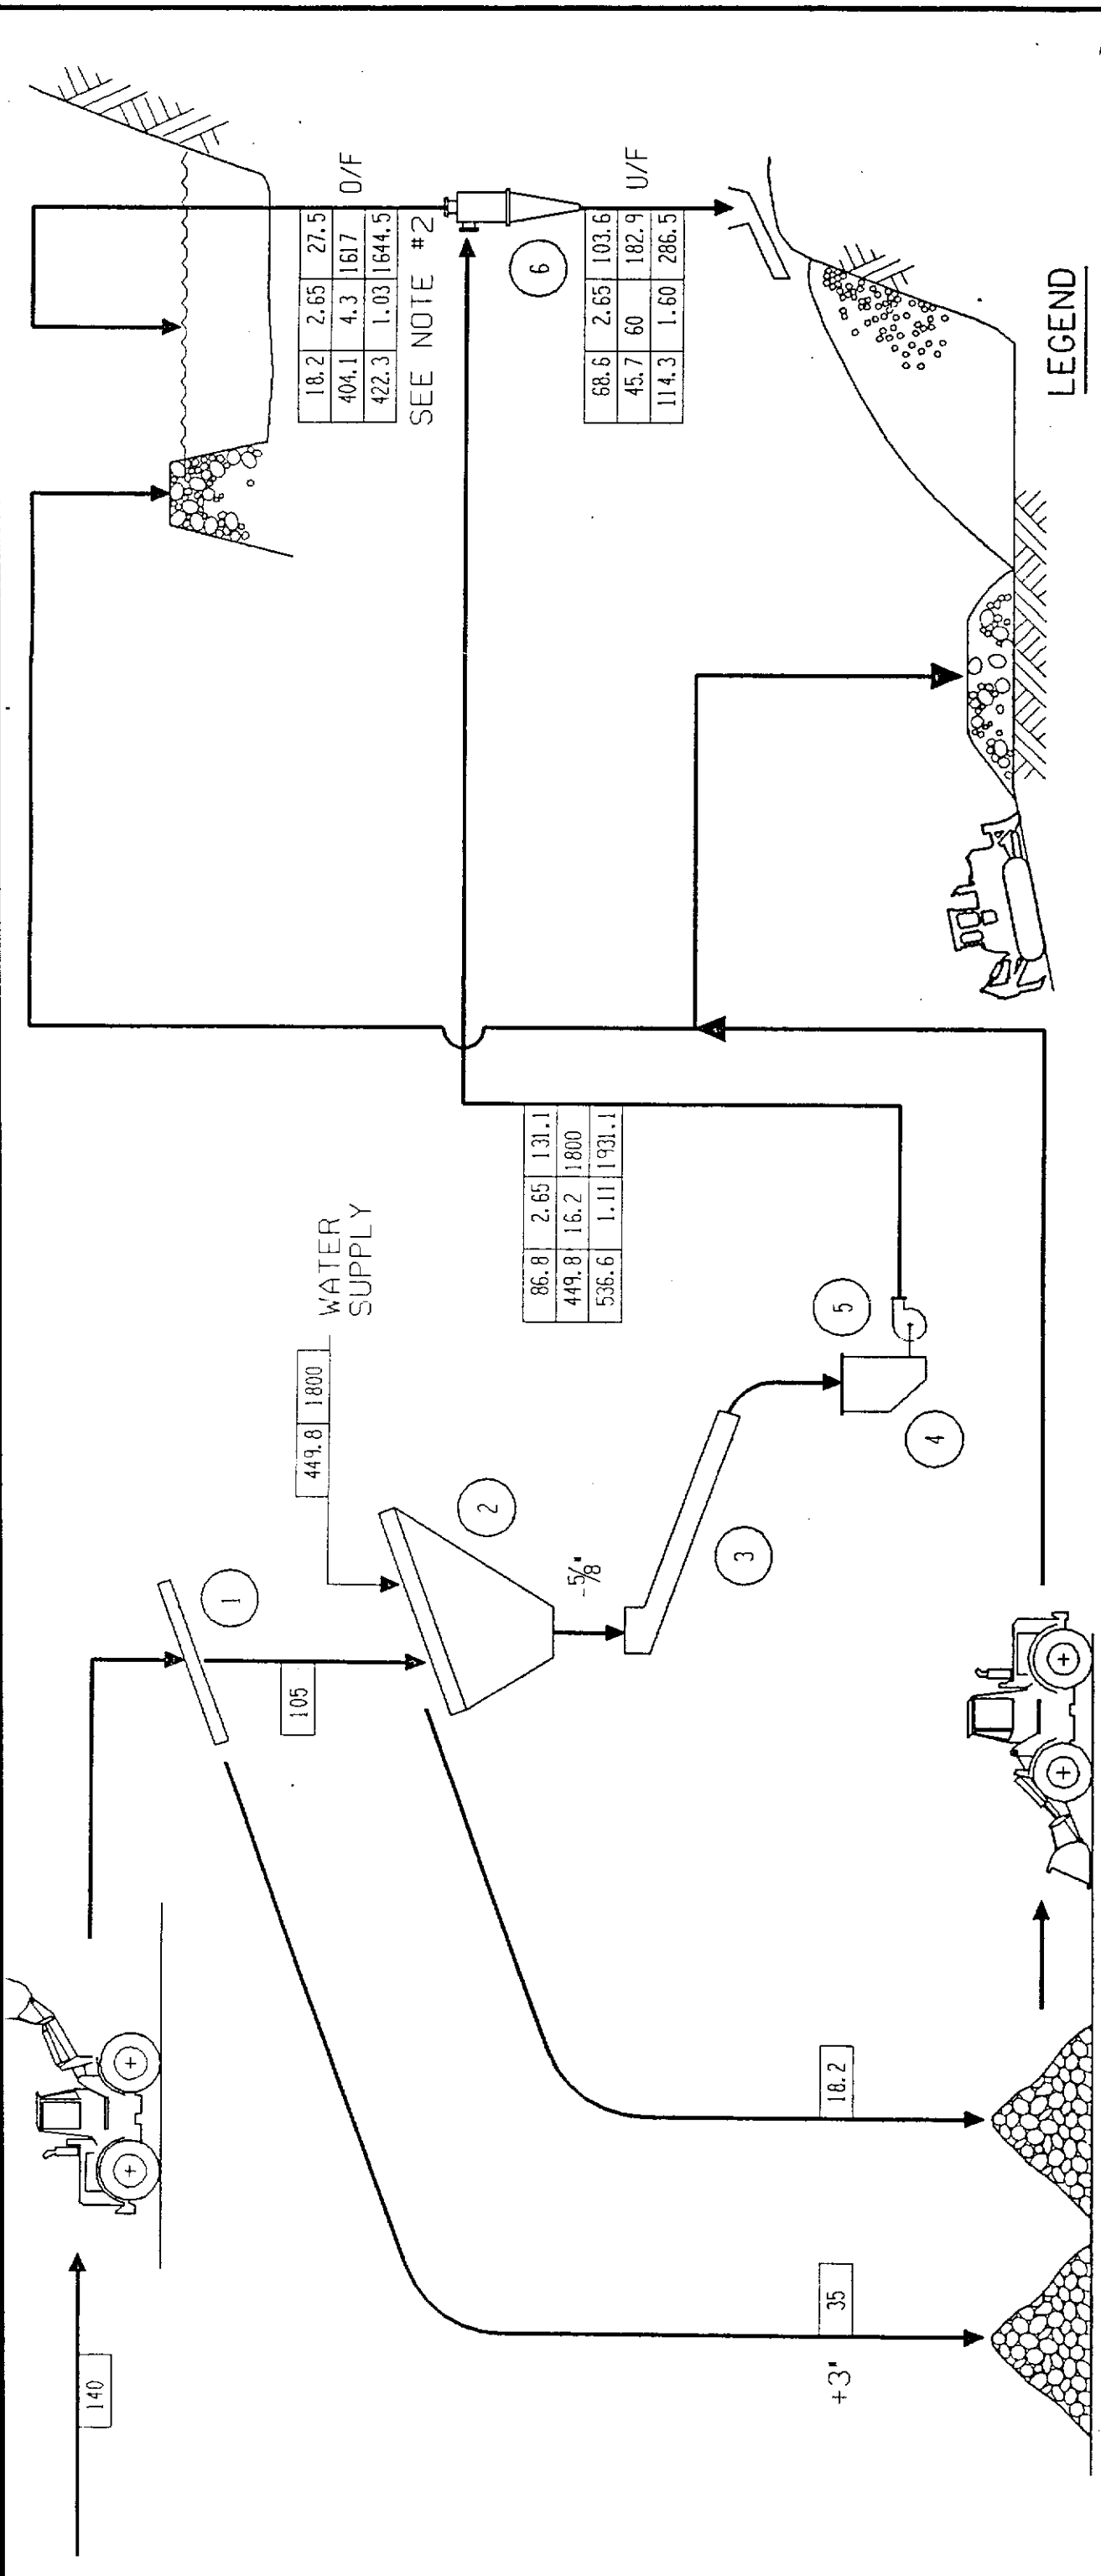 140
35
+3"
18.2
105
1
449.8 1800
WATER
SUPPLY
2
-5/8"
3
4
5
86.8 2.65 131.1
449.8 16.2 1800
536.6 1.11 1931.1
18.2 2.65 27.5
404.1 4.3 1617
422.3 1.03 1644.5
O/F
SEE NOTE #2
6
68.6 2.65 103.6
45.7 60 182.9
114.3 1.60 286.5
U/F
LEGEND